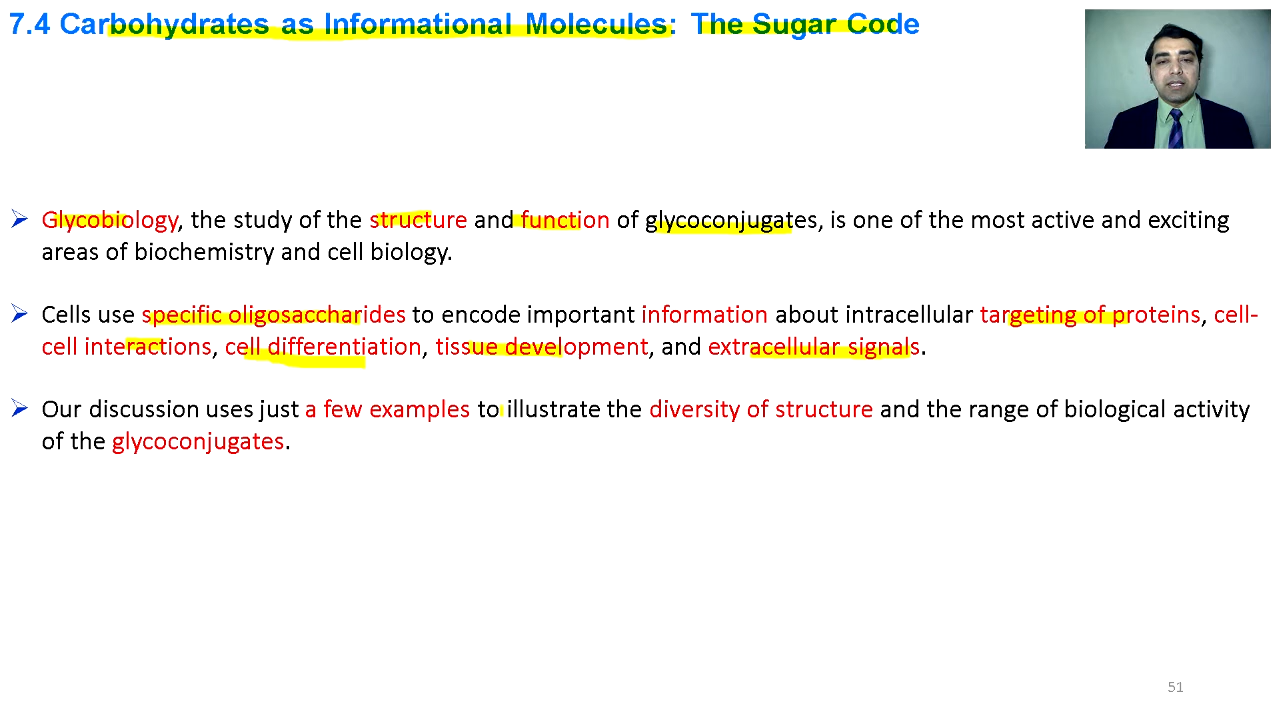 7.4 Carbohydrates as Informational Molecules: The Sugar Code
➢ Glycobiology, the study of the structure and function of glycoconjugates, is one of the most active and exciting
areas of biochemistry and cell biology.
➢ Cells use specific oligosaccharides to encode important information about intracellular targeting of proteins, cell-
cell interactions, cell differentiation, tissue development, and extracellular signals.
➢ Our discussion uses just a few examples to illustrate the diversity of structure and the range of biological activity
of the glycoconjugates.
51